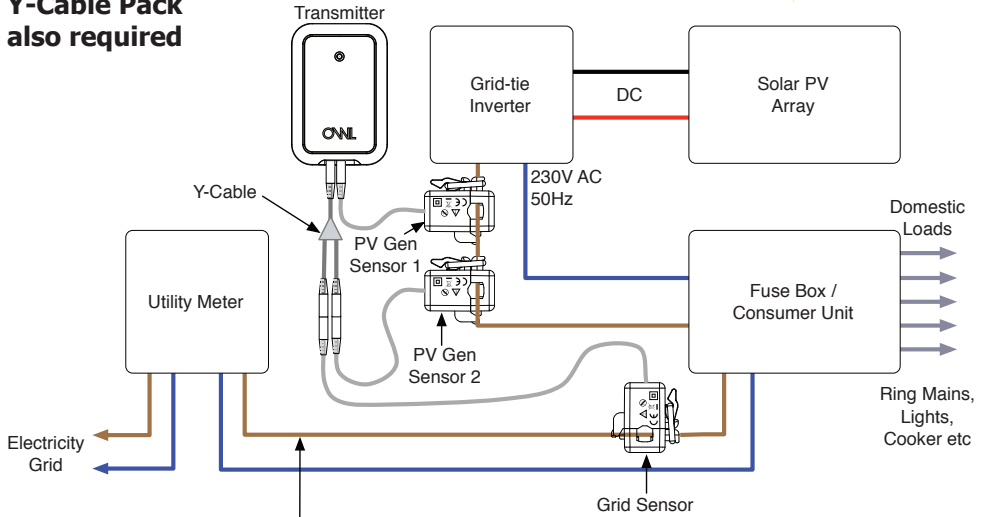 Y-Cable Pack
also required
Transmitter
OWL
Grid-tie
Inverter
DC
Solar PV
Array
230V AC
50Hz
Y-Cable
PV Gen
Sensor 1
Domestic
Loads
Utility Meter
Fuse Box /
Consumer Unit
PV Gen
Sensor 2
Ring Mains,
Lights,
Cooker etc
Electricity
Grid
Grid Sensor